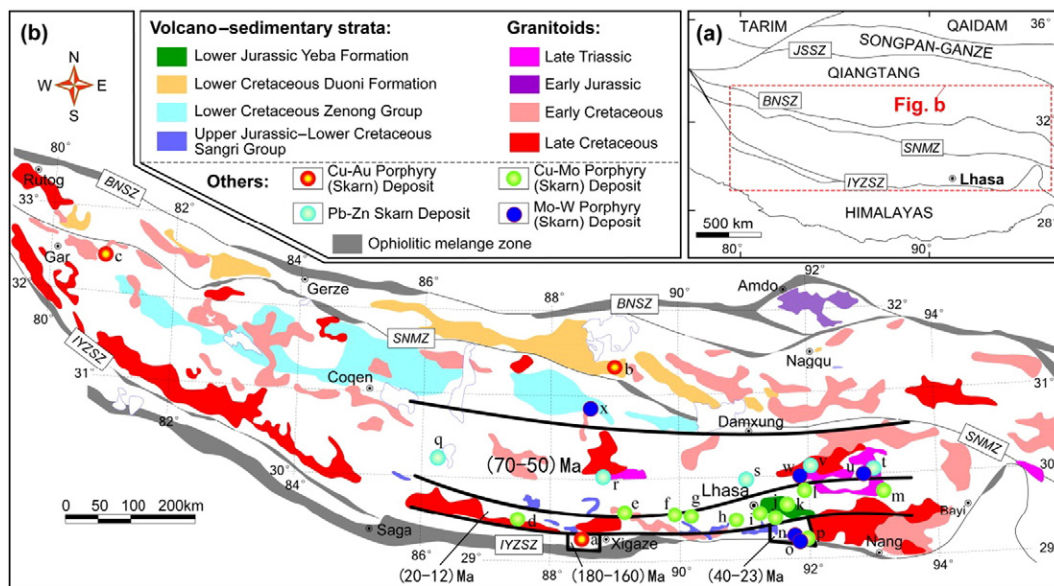 (b)
N
W E
S
Volcano-sedimentary strata:
Lower Jurassic Yeba Formation
Lower Cretaceous Duoni Formation
Lower Cretaceous Zenong Group
Upper Jurassic–Lower Cretaceous
Sangri Group
Granitoids:
Late Triassic
Early Jurassic
Early Cretaceous
Late Cretaceous
Others:
Cu-Au Porphyry
(Skarn) Deposit
Cu-Mo Porphyry
(Skarn) Deposit
Pb-Zn Skarn Deposit
Mo-W Porphyry
(Skarn) Deposit
Ophiolitic melange zone
(a)
TARIM
QAIDAM
36°
JSSZ
SONGPAN-GANZE
QIANGTANG
BNSZ
Fig. b
32
SNMZ
IYZSZ
Lhasa
HIMALAYAS
500 km
80°
90°
28°
80°
Rutog
BNSZ
33°
82°
Gar
c
84°
32°
Gerze
86°
88°
90°
BNSZ
Amdo
92°
32°
94°
80°
IYZSZ
SNMZ
Nagqu
31°
Coqen
b
31°
82°
x
Damxung
SNMZ
q
(70-50)Ma
r
s
w
v
u
t
30°
30°
84°
Lhasa
l
m
Bayi
0
100
200km
Saga
d
e
f
g
h
i
j
k
n
p
o
a
Xigaze
IYZSZ
86°
88°
90°
92°
Nang
94°
29°
(20-12)Ma
(180-160)Ma
(40-23)Ma